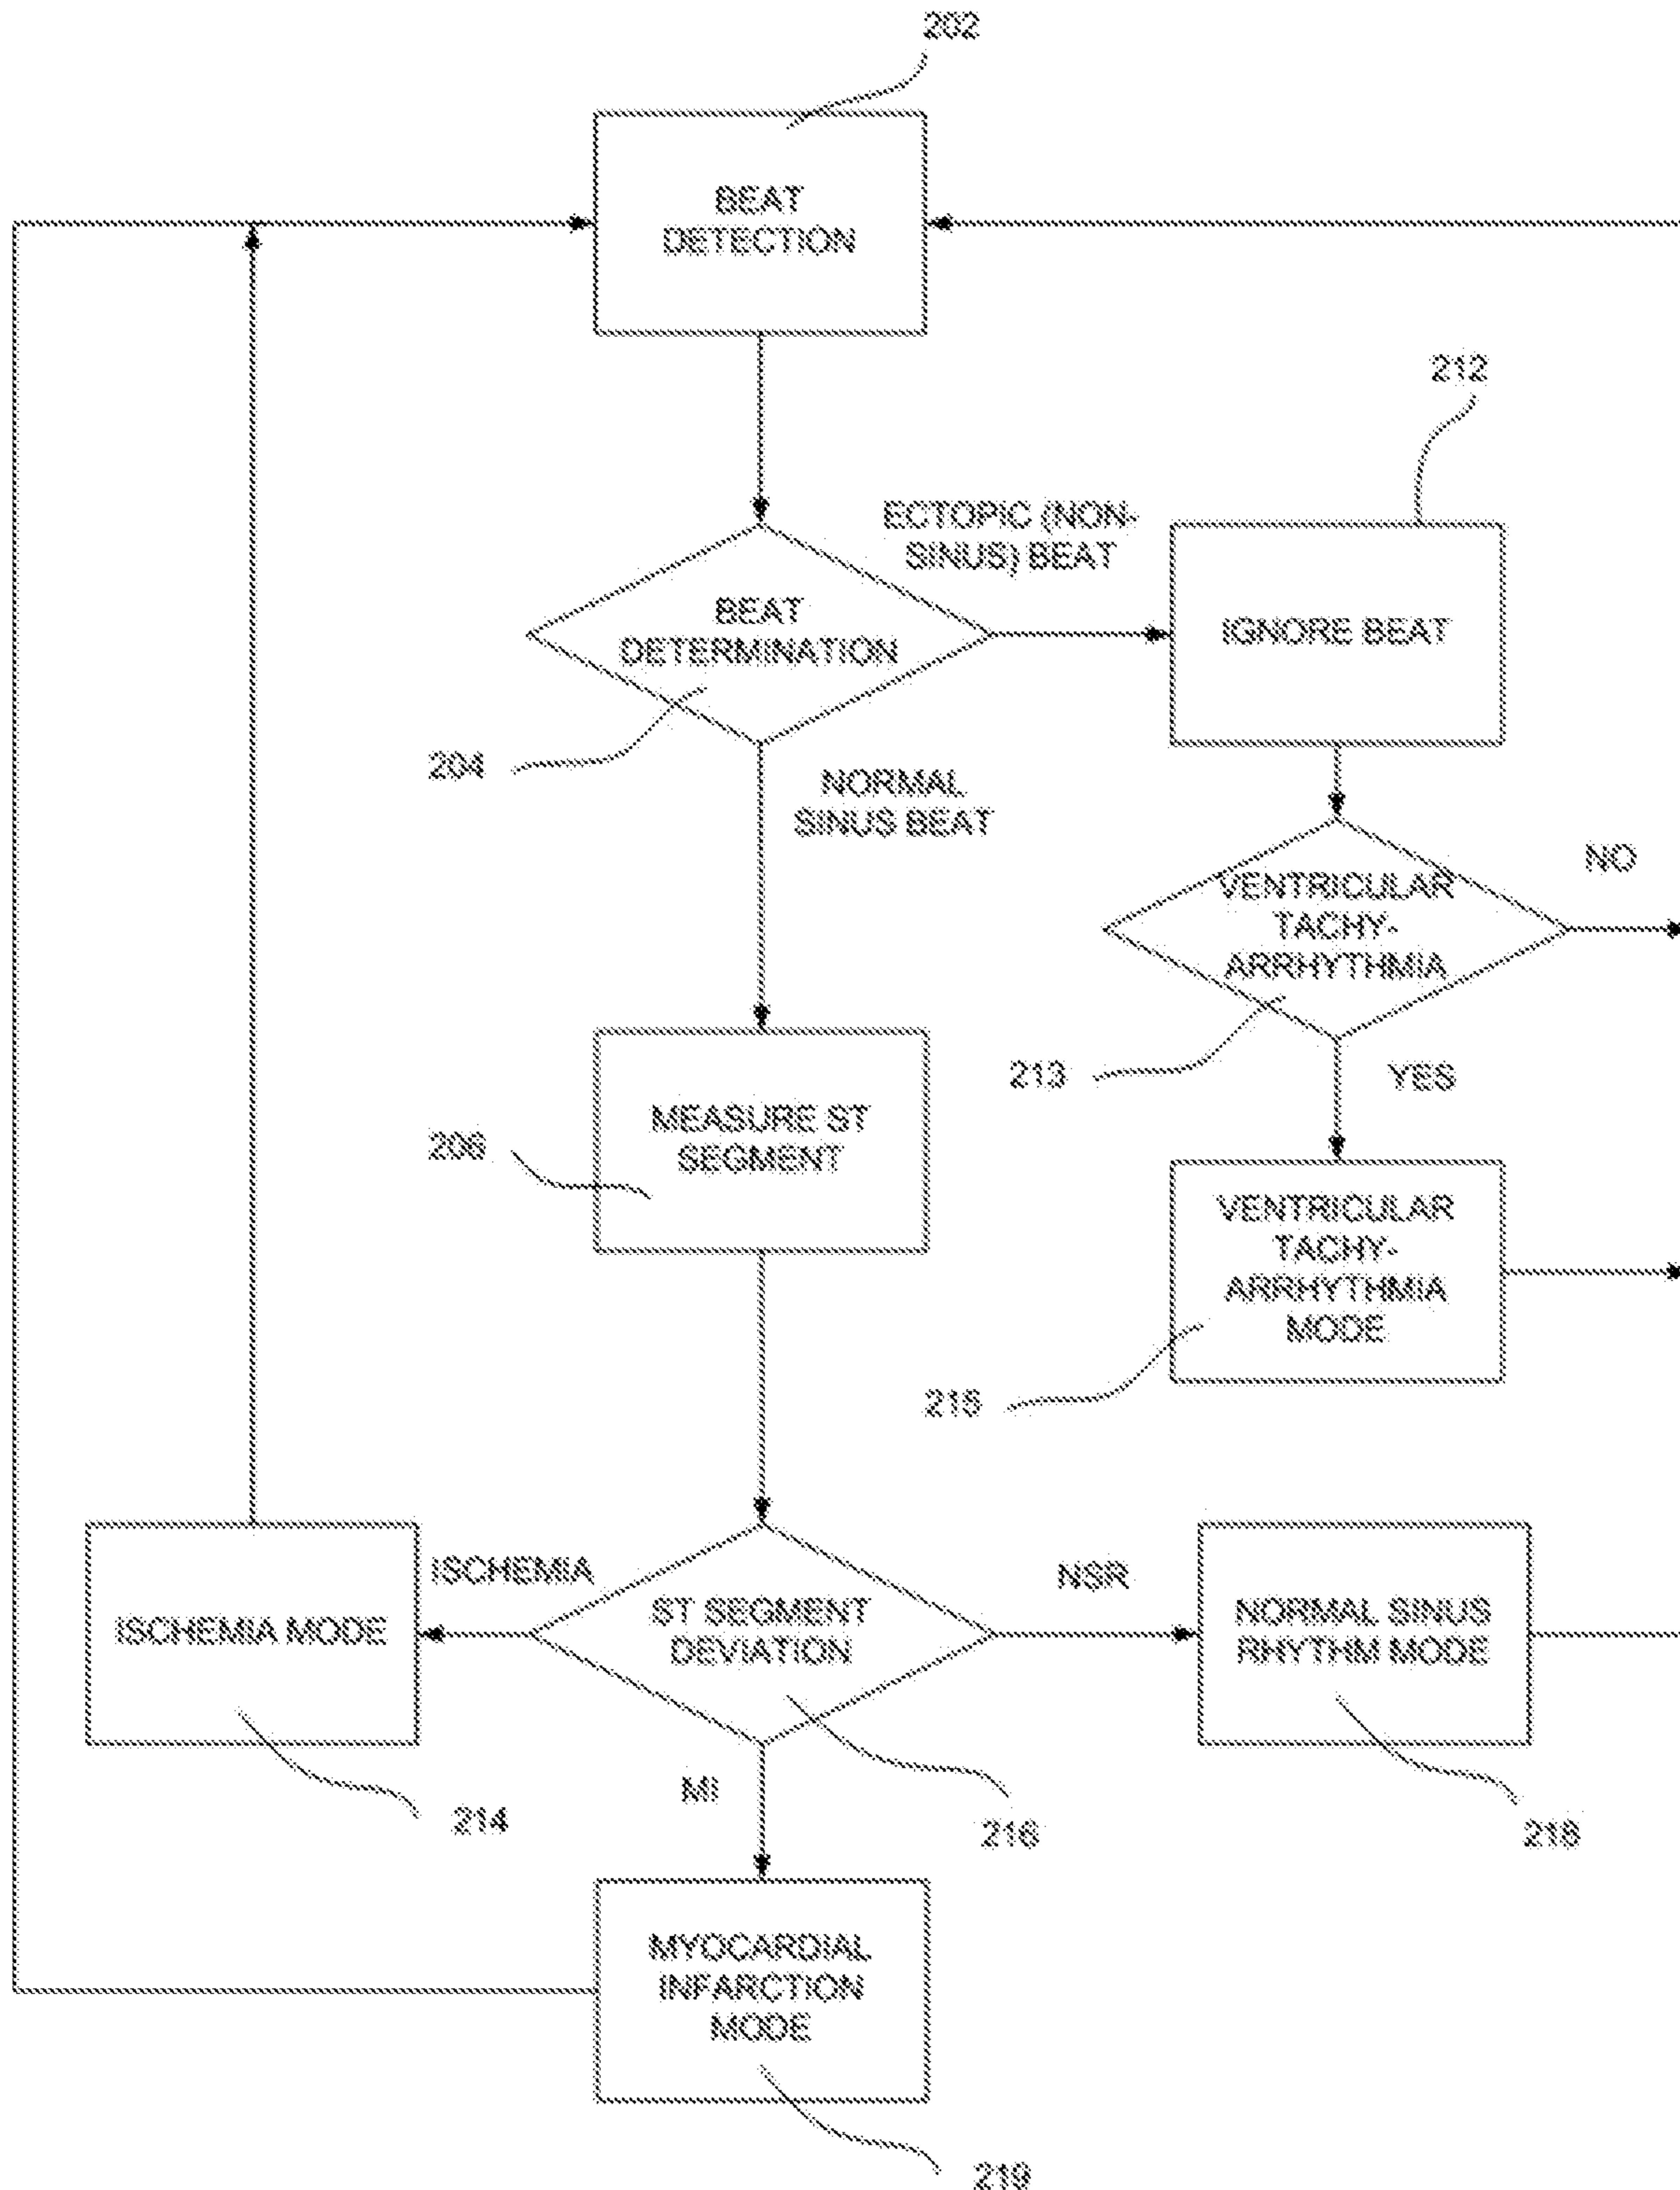 202
BEAT
DETECTION
212
ECTOPIC (NON-
SINUS) BEAT
BEAT
DETERMINATION
IGNORE BEAT
204
NORMAL
SINUS BEAT
NO
VENTRICULAR
TACHY-
ARRHYTHMIA
213
YES
MEASURE ST
SEGMENT
206
VENTRICULAR
TACHY-
ARRHYTHMIA
MODE
215
ISCHEMIA
NSR
ISCHEMIA MODE
ST SEGMENT
DEVIATION
NORMAL SINUS
RHYTHM MODE
MI
214
216
218
MYOCARDIAL
INFARCTION
MODE
219